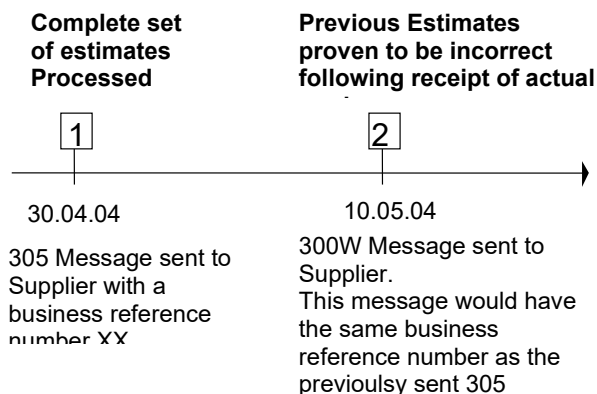 Complete set
of estimates
Processed
Previous Estimates
proven to be incorrect
following receipt of actual
1
2
30.04.04
10.05.04
305 Message sent to
Supplier with a
business reference
number XX
300W Message sent to
Supplier.
This message would have
the same business
reference number as the
previoulsy sent 305